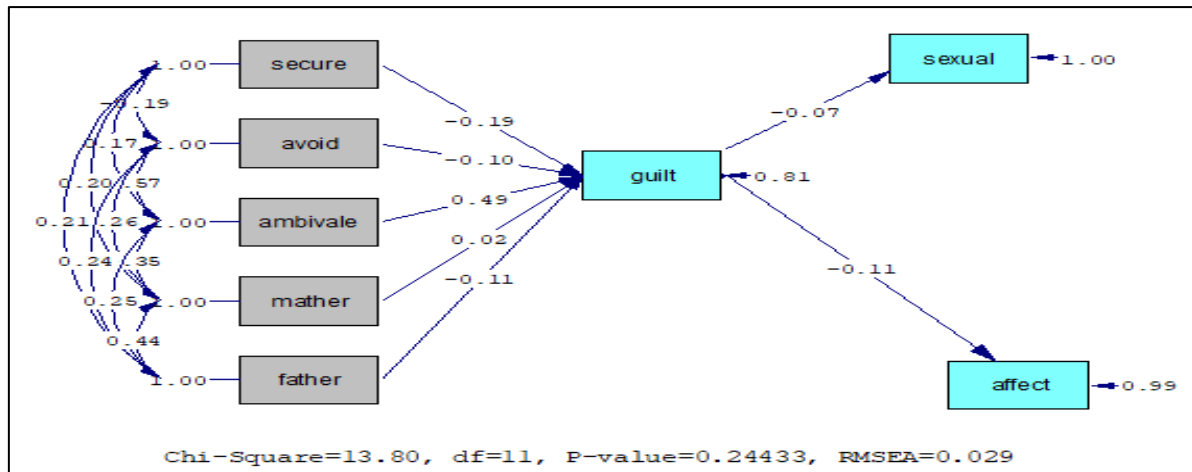 1.00 secure
sexual 1.00
-0.19
-0.19
-0.07
1.00 avoid
0.17
-0.10
guilt 0.81
0.20 .57
0.49
0.21 .26
1.00 ambivale
0.02
0.24 .35
-0.11
-0.11
0.25
1.00 mather
0.44
1.00 father
affect 0.99
Chi-Square=13.80, df=11, P-value=0.24433, RMSEA=0.029